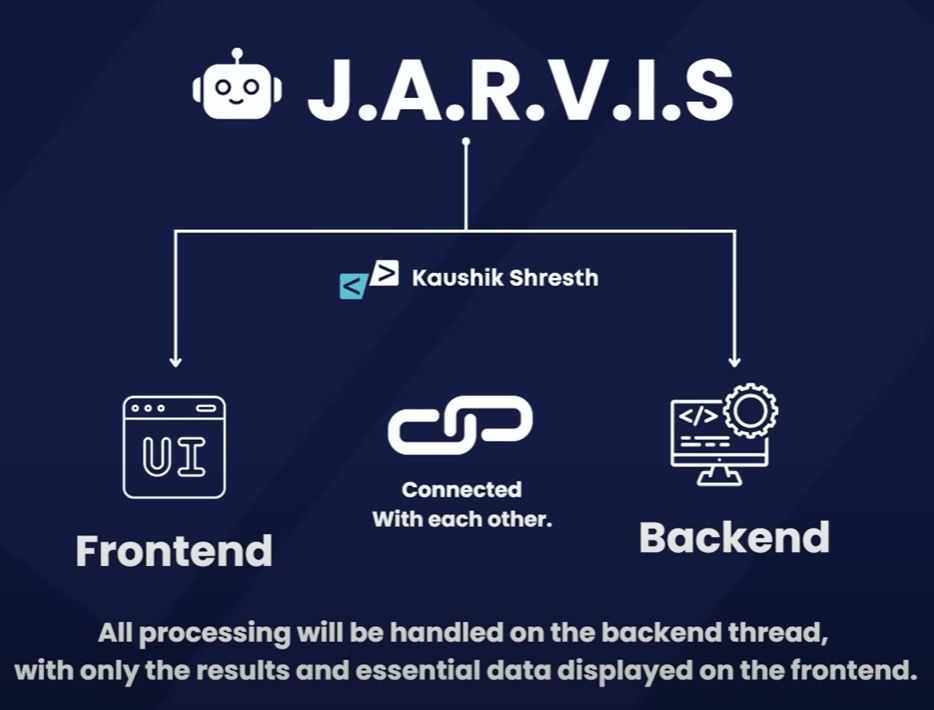 J.A.R.V.I.S
< > Kaushik Shresth
UI
</>
Connected
With each other.
Frontend
Backend
All processing will be handled on the backend thread,
with only the results and essential data displayed on the frontend.